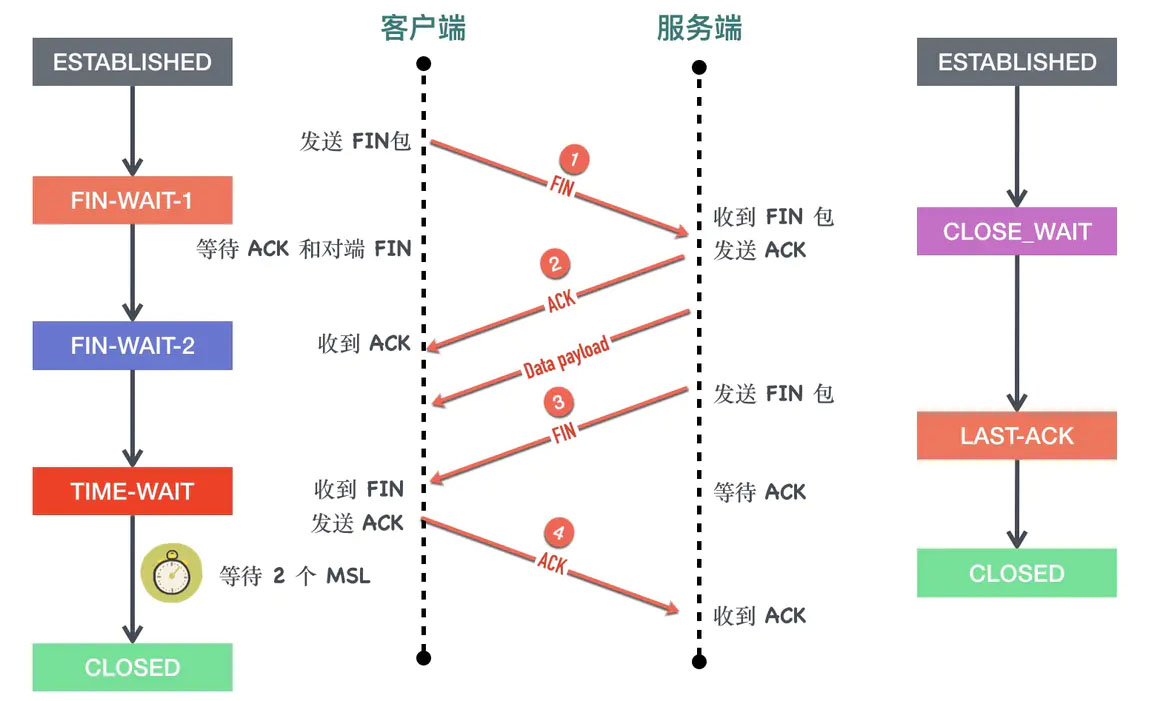 客户端
服务端
ESTABLISHED
ESTABLISHED
发送 FIN包
1
FIN
FIN-WAIT-1
收到 FIN 包
CLOSE_WAIT
等待 ACK 和对端 FIN
发送 ACK
2
ACK
收到 ACK
FIN-WAIT-2
Data payload
发送 FIN 包
3
FIN
LAST-ACK
TIME-WAIT
收到 FIN
等待 ACK
发送 ACK
4
ACK
等待 2 个 MSL
CLOSED
收到 ACK
CLOSED